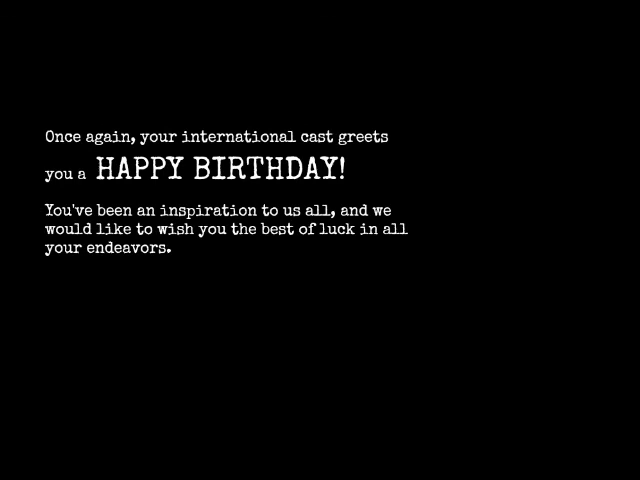 Once again, your international cast greets
you a HAPPY BIRTHDAY!
You've been an inspiration to us all, and we
would like to wish you the best of luck in all
your endeavors.